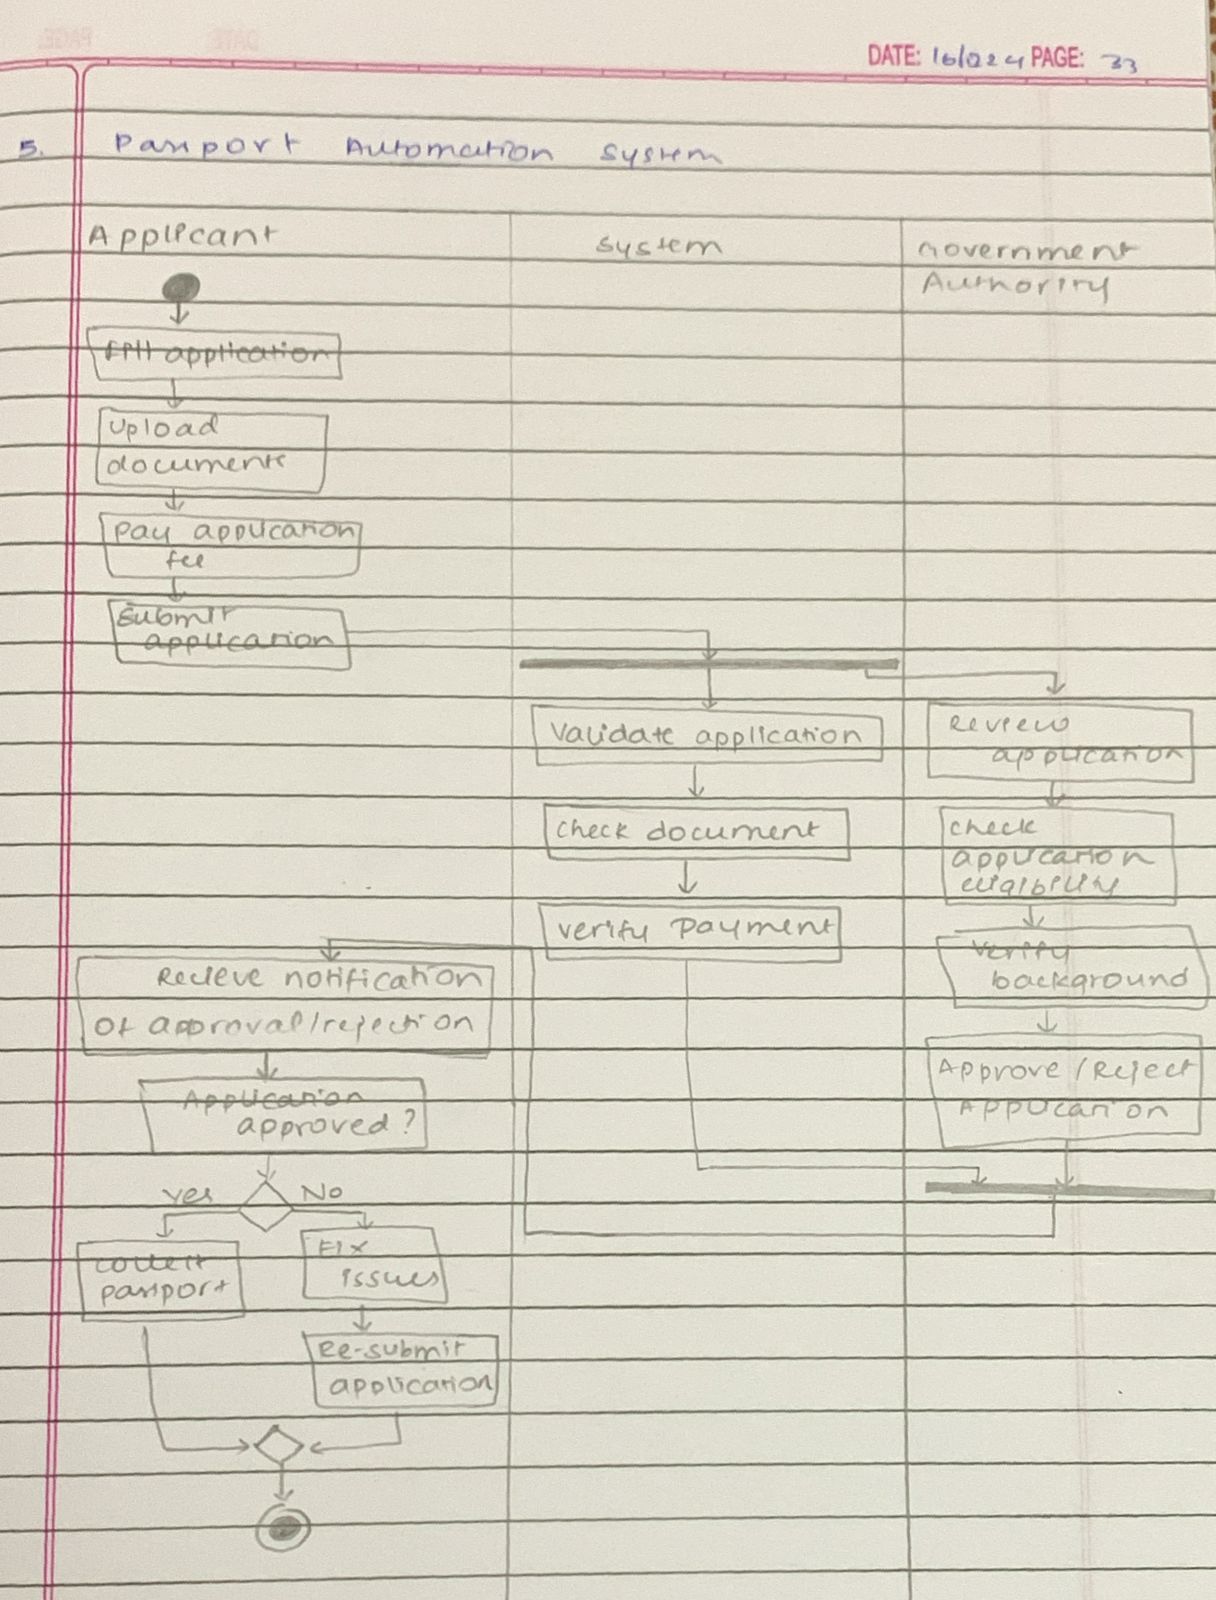 DATE: 16/10/24 PAGE: 33
5. Passport Automation System
Applicant
System
Government
Authority
Fill application
Upload
documents
Pay application
fee
Submit
application
Validate application
Review
application
Check document
Check
application
eligibility
Verify Payment
Verify
background
Recieve notification
of approval/rejection
Approve/Reject
Application
Application
approved?
Yes
No
Collect
passport
Fix
issues
Re-submit
application